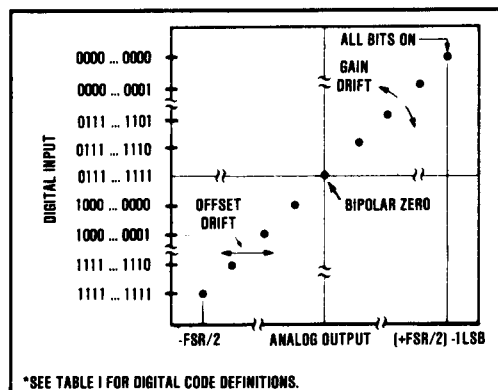 ALL BITS ON
GAIN
DRIFT
DIGITAL INPUT
0000 ... 0000
0000 ... 0001
0111 ... 1101
0111 ... 1110
0111 ... 1111
1000 ... 0000
1000 ... 0001
1111 ... 1110
1111 ... 1111
OFFSET
DRIFT
BIPOLAR ZERO
-FSR/2
ANALOG OUTPUT
(+FSR/2) -1LSB
*SEE TABLE I FOR DIGITAL CODE DEFINITIONS.